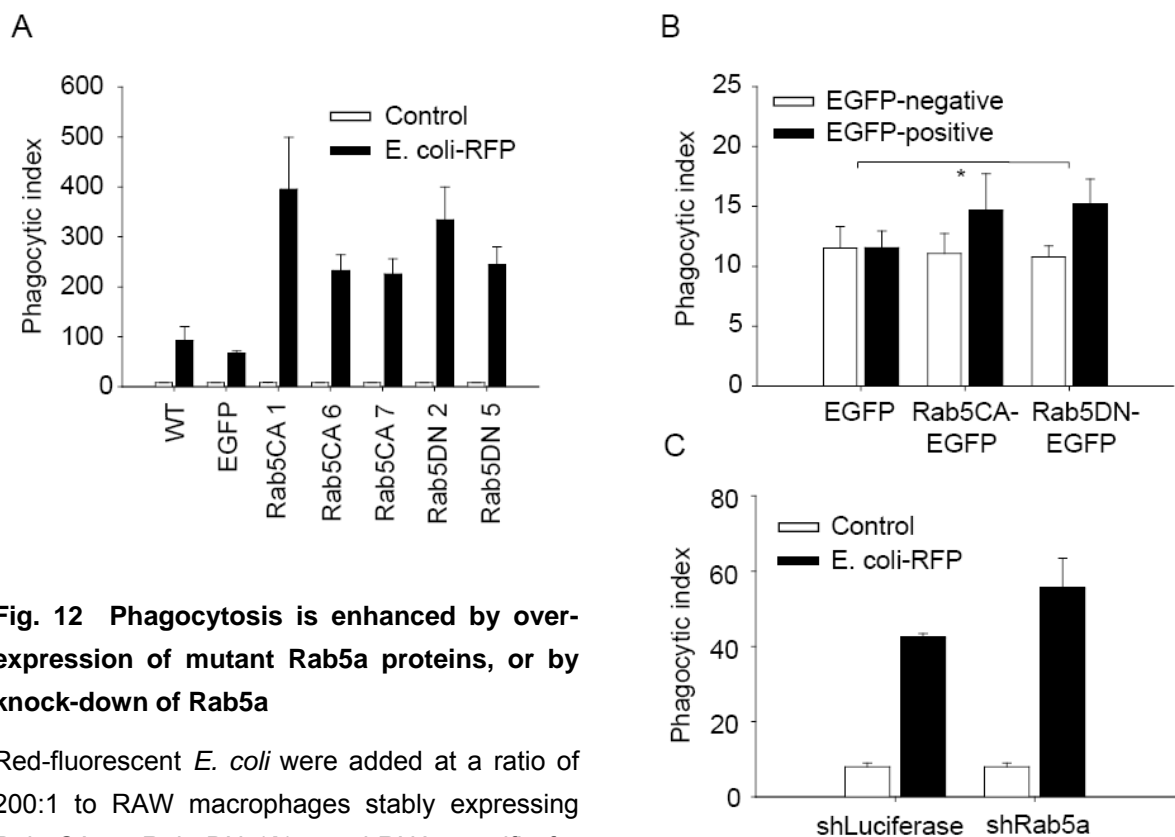 A
600
500
400
300
200
100
0
Phagocytic index
Control
E. coli-RFP
WT
EGFP
Rab5CA 1
Rab5CA 6
Rab5CA 7
Rab5DN 2
Rab5DN 5
B
25
20
15
10
5
0
Phagocytic index
EGFP-negative
EGFP-positive
*
EGFP
Rab5CA-
EGFP
Rab5DN-
EGFP
C
80
60
40
20
0
Phagocytic index
Control
E. coli-RFP
shLuciferase
shRab5a
Fig. 12 Phagocytosis is enhanced by over-
expression of mutant Rab5a proteins, or by
knock-down of Rab5a
Red-fluorescent E. coli were added at a ratio of
200:1 to RAW macrophages stably expressing